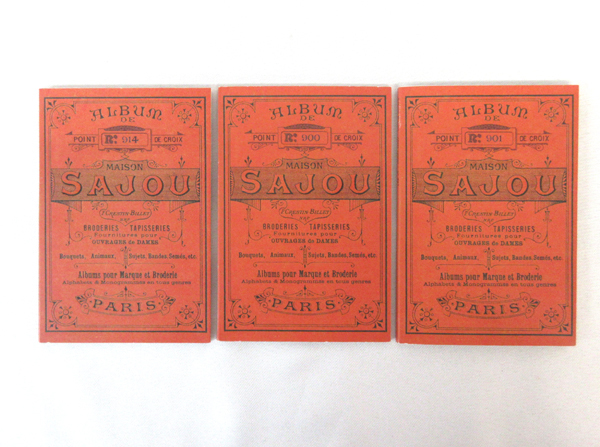 ALBUM
DE
POINT No. 914 DE CROIX
MAISON
SAJOU
BRODERIES TAPISSERIES
Fournitures pour
OUVRAGES de DAMES
Bouquets, Animaux, Sujets, Bandes, Semés, etc.
Albums pour Marque et Broderie
Alphabets & Monogrammes en tous genres
PARIS
ALBUM
DE
POINT No. 900 DE CROIX
MAISON
SAJOU
BRODERIES TAPISSERIES
Fournitures pour
OUVRAGES de DAMES
Bouquets, Animaux, Sujets, Bandes, Semés, etc.
Albums pour Marque et Broderie
Alphabets & Monogrammes en tous genres
PARIS
ALBUM
DE
POINT No. 901 DE CROIX
MAISON
SAJOU
BRODERIES TAPISSERIES
Fournitures pour
OUVRAGES de DAMES
Bouquets, Animaux, Sujets, Bandes, Semés, etc.
Albums pour Marque et Broderie
Alphabets & Monogrammes en tous genres
PARIS